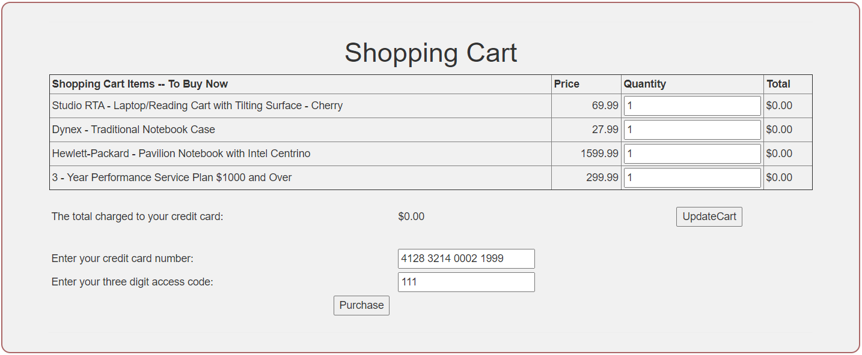 Shopping Cart
Shopping Cart Items -- To Buy Now Price Quantity Total
Studio RTA - Laptop/Reading Cart with Tilting Surface - Cherry 69.99 1 $0.00
Dynex - Traditional Notebook Case 27.99 1 $0.00
Hewlett-Packard - Pavilion Notebook with Intel Centrino 1599.99 1 $0.00
3 - Year Performance Service Plan $1000 and Over 299.99 1 $0.00
The total charged to your credit card: $0.00 UpdateCart
Enter your credit card number: 4128 3214 0002 1999
Enter your three digit access code: 111
Purchase